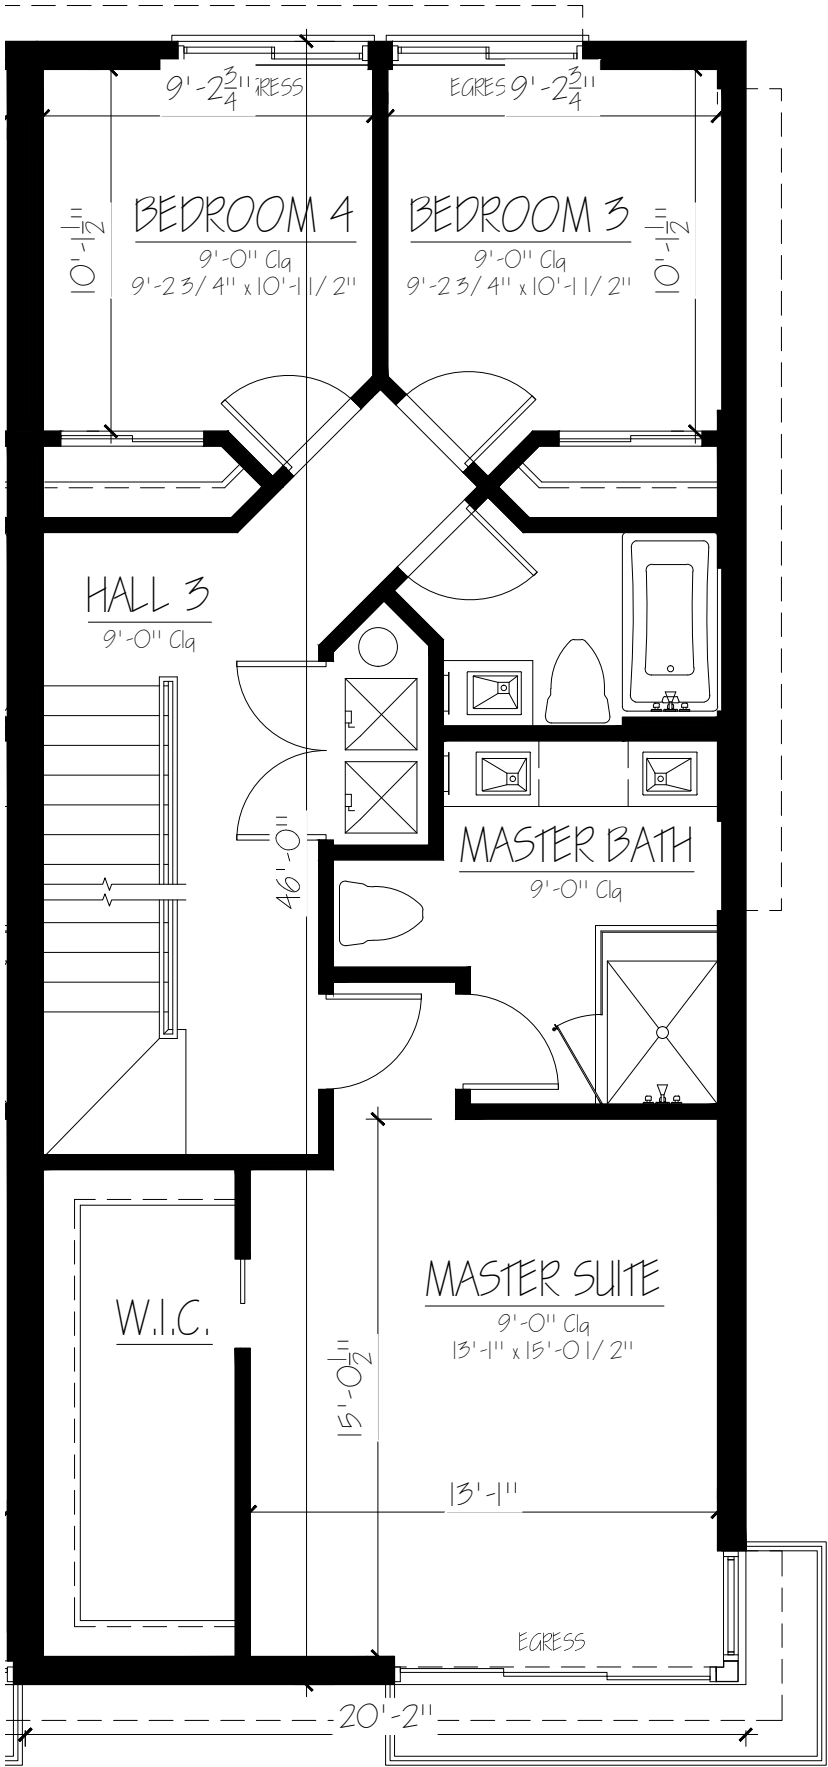 9'-2 3/4" EGRESS
EGRESS 9'-2 3/4"
10'-1 1/2"
BEDROOM 4
9'-0" Clg
9'-2 3/4" x 10'-1 1/2"
BEDROOM 3
9'-0" Clg
9'-2 3/4" x 10'-1 1/2"
10'-1 1/2"
HALL 3
9'-0" Clg
46'-0"
MASTER BATH
9'-0" Clg
W.I.C.
MASTER SUITE
9'-0" Clg
13'-1" x 15'-0 1/2"
15'-0 1/2"
13'-1"
EGRESS
20'-2"